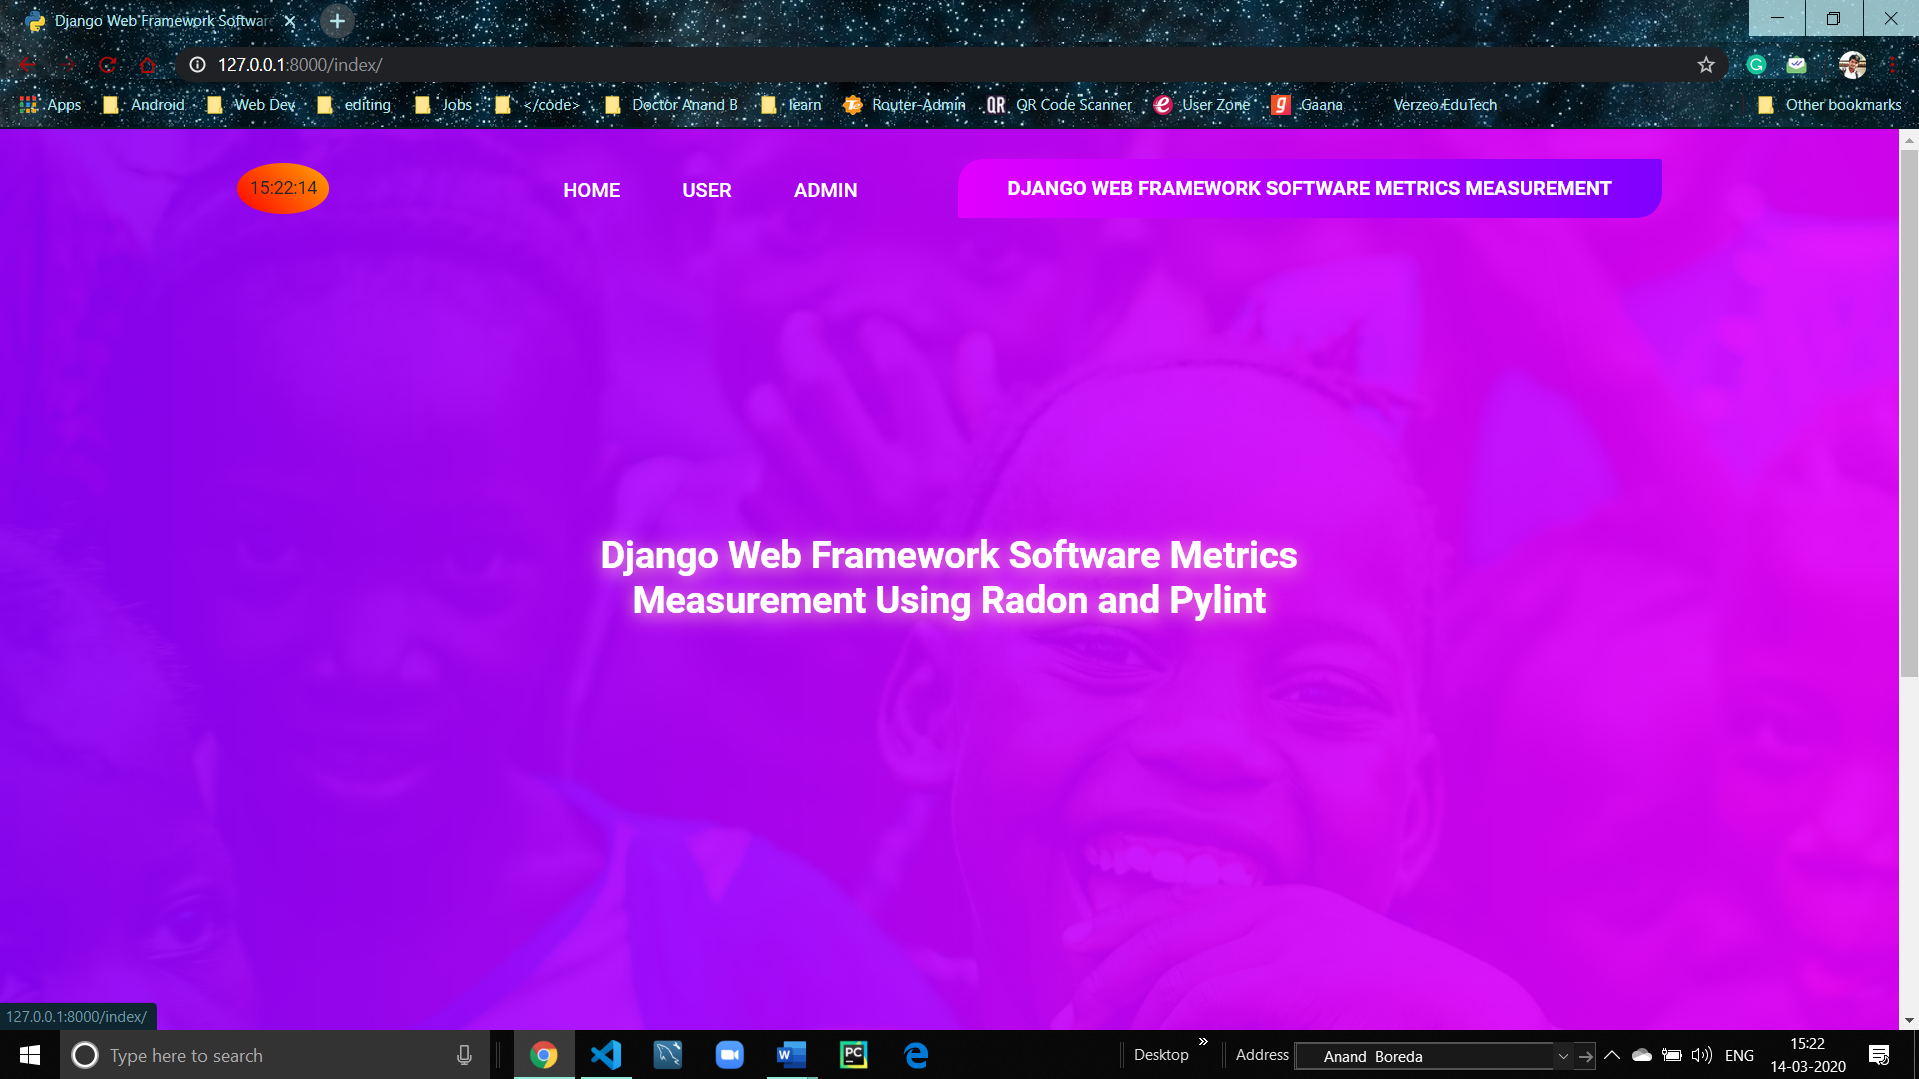 Django Web Framework Softwar
127.0.0.1:8000/index/
Apps Android Web Dev editing Jobs </code> Doctor Anand B learn Router-Admin QR QR Code Scanner User Zone Gaana Verzeo EduTech Other bookmarks
15:22:14 HOME USER ADMIN DJANGO WEB FRAMEWORK SOFTWARE METRICS MEASUREMENT
Django Web Framework Software Metrics
Measurement Using Radon and Pylint
127.0.0.1:8000/index/
Type here to search Desktop » Address Anand Boreda ENG 15:22
14-03-2020